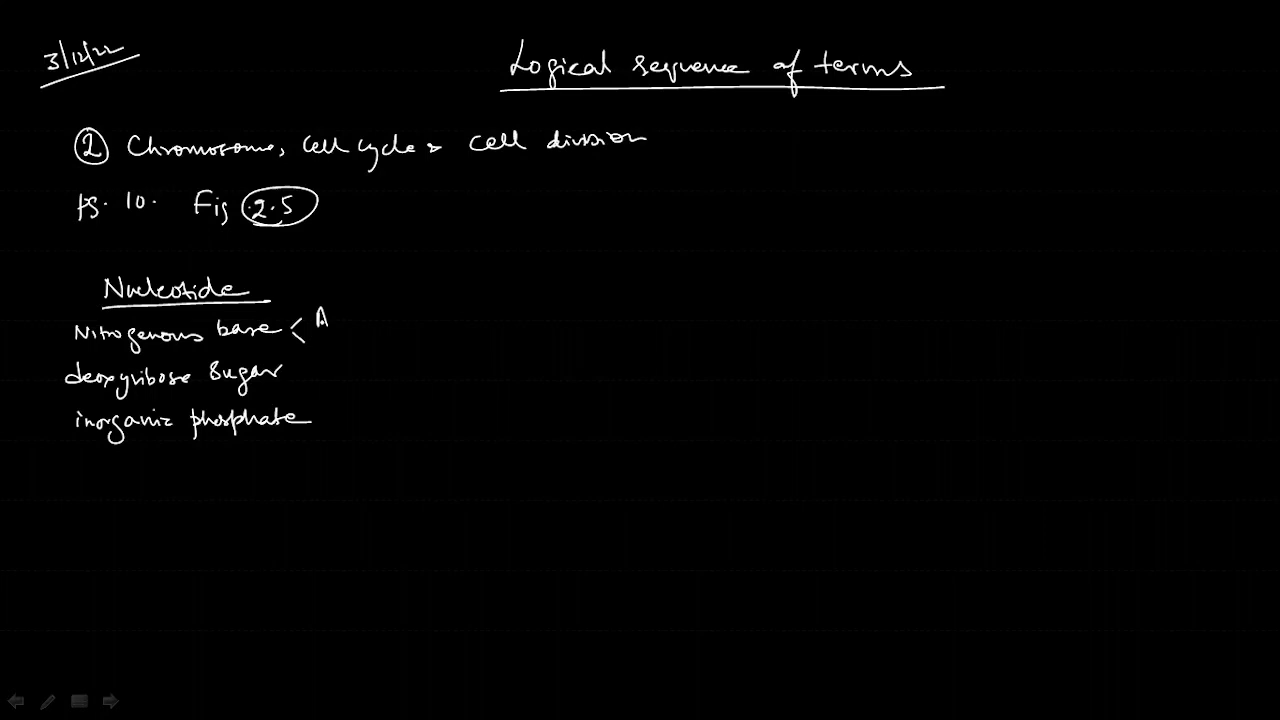 3/12/22
Logical sequence of terms
② Chromosome, Cell cycle & cell division
pg. 10. Fig 2.5
Nucleotide
Nitrogenous base < A
deoxyribose sugar
inorganic phosphate